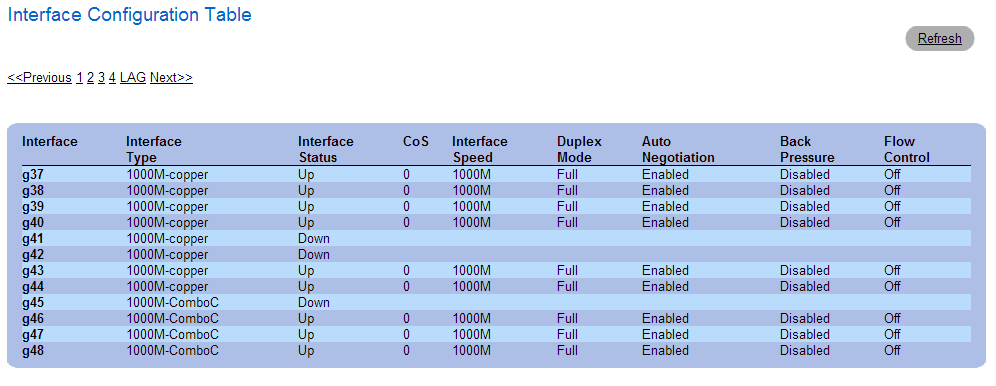 Interface Configuration Table
Refresh
<<Previous 1 2 3 4 LAG Next>>
Interface Interface Interface CoS Interface Duplex Auto Back Flow
Type Status Speed Mode Negotiation Pressure Control
g37 1000M-copper Up 0 1000M Full Enabled Disabled Off
g38 1000M-copper Up 0 1000M Full Enabled Disabled Off
g39 1000M-copper Up 0 1000M Full Enabled Disabled Off
g40 1000M-copper Up 0 1000M Full Enabled Disabled Off
g41 1000M-copper Down
g42 1000M-copper Down
g43 1000M-copper Up 0 1000M Full Enabled Disabled Off
g44 1000M-copper Up 0 1000M Full Enabled Disabled Off
g45 1000M-ComboC Down
g46 1000M-ComboC Up 0 1000M Full Enabled Disabled Off
g47 1000M-ComboC Up 0 1000M Full Enabled Disabled Off
g48 1000M-ComboC Up 0 1000M Full Enabled Disabled Off